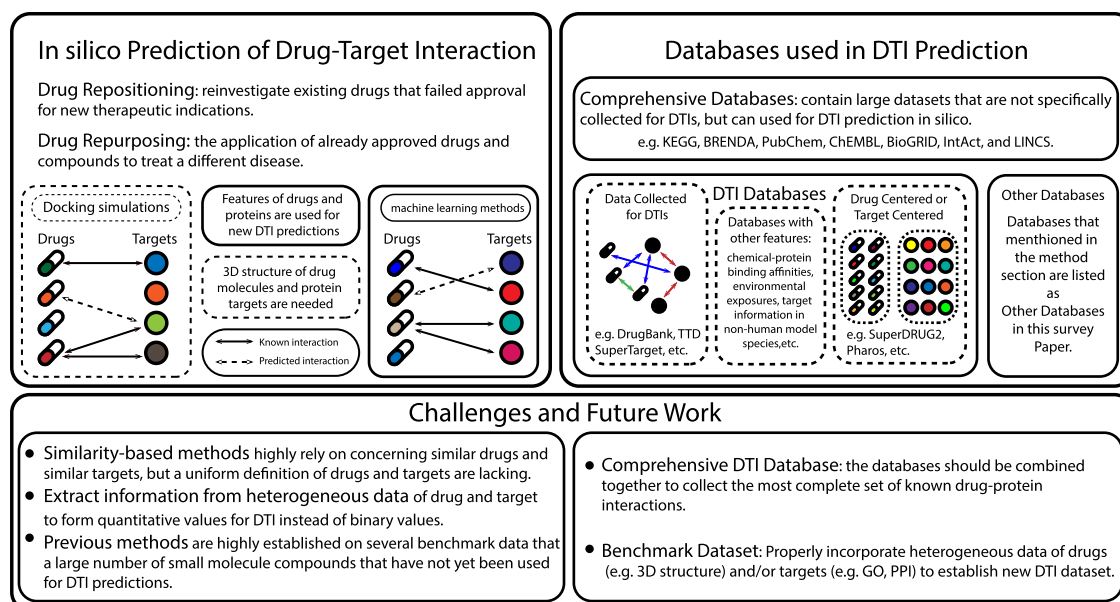 In silico Prediction of Drug-Target Interaction
Drug Repositioning: reinvestigate existing drugs that failed approval
for new therapeutic indications.
Drug Repurposing: the application of already approved drugs and
compounds to treat a different disease.
Docking simulations
Drugs
Targets
Features of drugs and
proteins are used for
new DTI predictions
3D structure of drug
molecules and protein
targets are needed
Known interaction
Predicted interaction
machine learning methods
Drugs
Targets
Databases used in DTI Prediction
Comprehensive Databases: contain large datasets that are not specifically
collected for DTIs, but can used for DTI prediction in silico.
e.g. KEGG, BRENDA, PubChem, ChEMBL, BioGRID, IntAct, and LINCS.
DTI Databases
Data Collected
for DTIs
e.g. DrugBank, TTD
SuperTarget, etc.
Databases with
other features:
chemical-protein
binding affinities,
environmental
exposures, target
information in
non-human model
species,etc.
Drug Centered or
Target Centered
e.g. SuperDRUG2,
Pharos, etc.
Other Databases
Databases that
menthioned in
the method
section are listed
as
Other Databases
in this survey
Paper.
Challenges and Future Work
• Similarity-based methods highly rely on concerning similar drugs and
similar targets, but a uniform definition of drugs and targets are lacking.
• Extract information from heterogeneous data of drug and target
to form quantitative values for DTI instead of binary values.
• Previous methods are highly established on several benchmark data that
a large number of small molecule compounds that have not yet been used
for DTI predictions.
• Comprehensive DTI Database: the databases should be combined
together to collect the most complete set of known drug-protein
interactions.
• Benchmark Dataset: Properly incorporate heterogeneous data of drugs
(e.g. 3D structure) and/or targets (e.g. GO, PPI) to establish new DTI dataset.